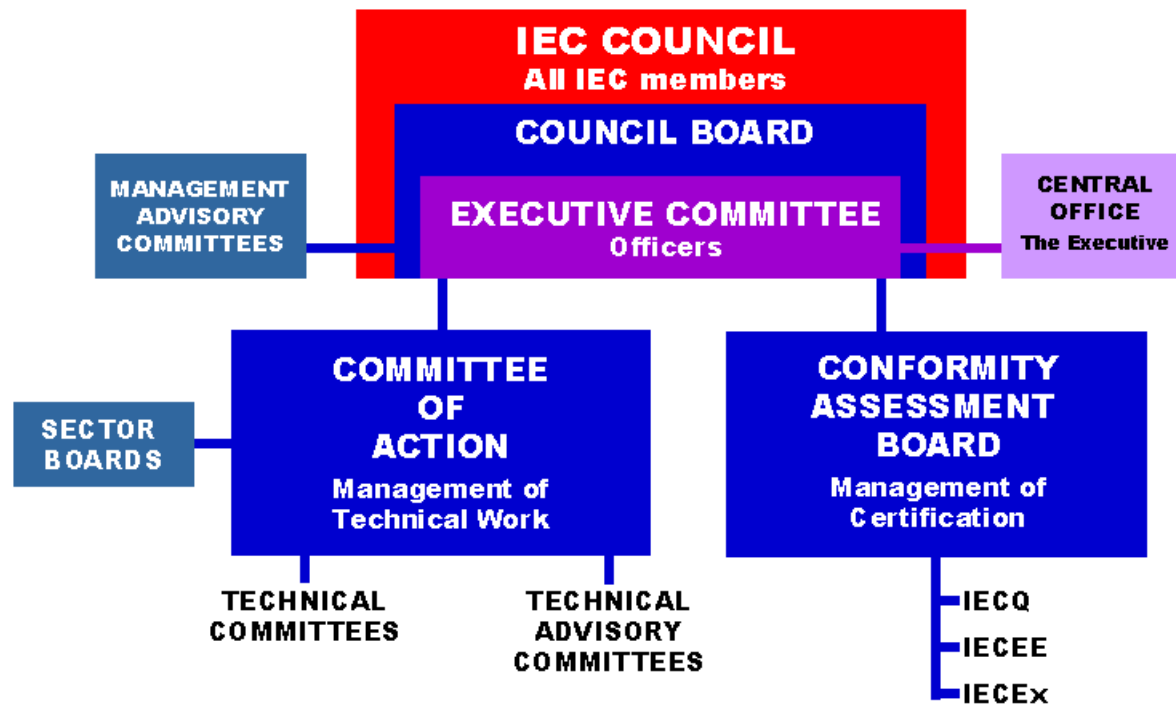 IEC COUNCIL
All IEC members
COUNCIL BOARD
MANAGEMENT
ADVISORY
COMMITTEES
EXECUTIVE COMMITTEE
Officers
CENTRAL
OFFICE
The Executive
COMMITTEE
OF
ACTION
Management of
Technical Work
CONFORMITY
ASSESSMENT
BOARD
Management of
Certification
SECTOR
BOARDS
TECHNICAL
COMMITTEES
TECHNICAL
ADVISORY
COMMITTEES
IECQ
IECEE
IECEx